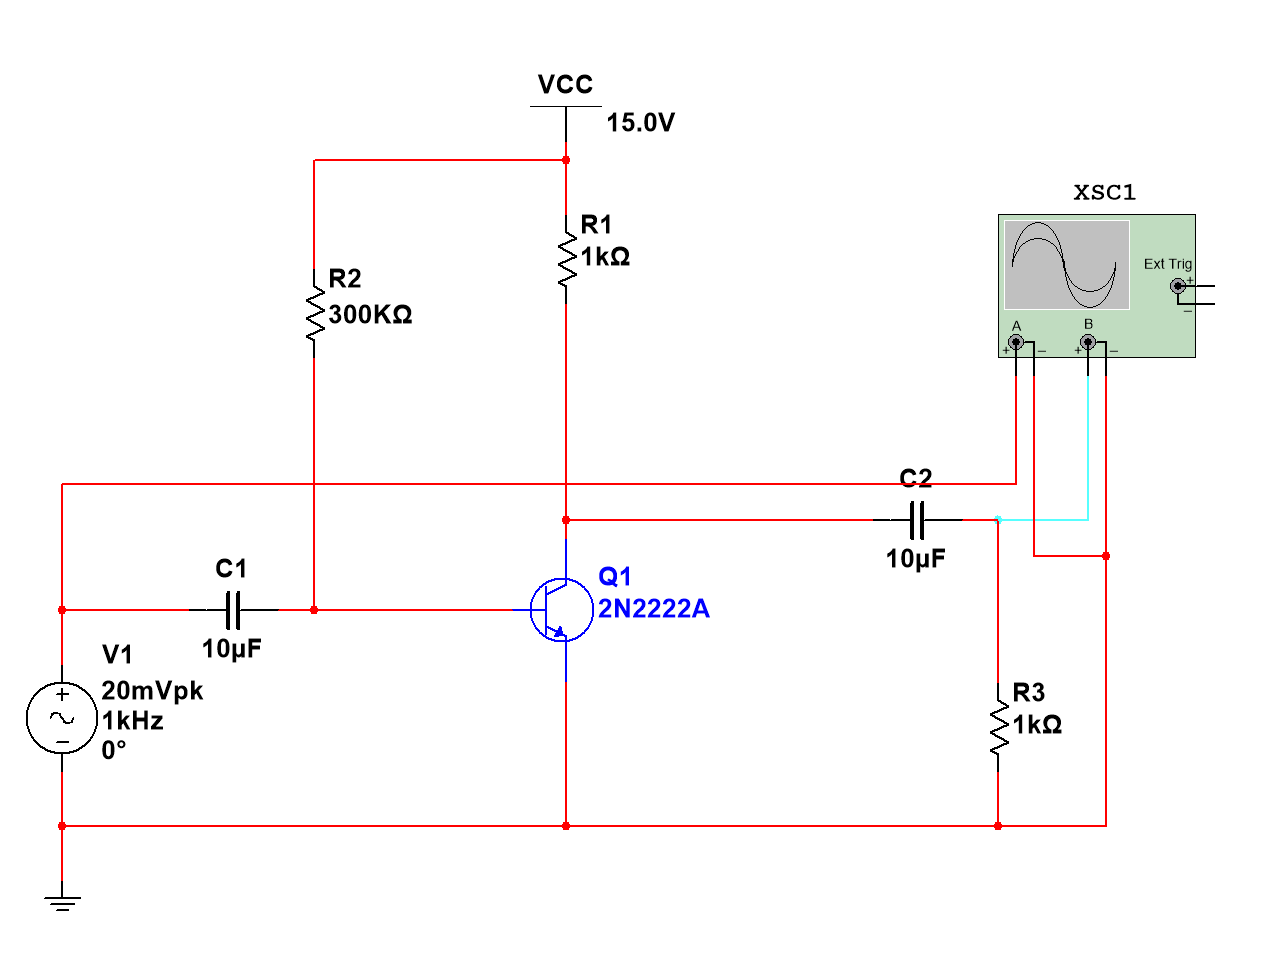 VCC
15.0V
XSC1
R1
1kΩ
Ext Trig
+
−
R2
300KΩ
A
B
+
−
+
−
C2
10µF
C1
10µF
Q1
2N2222A
V1
20mVpk
1kHz
0°
+
−
R3
1kΩ